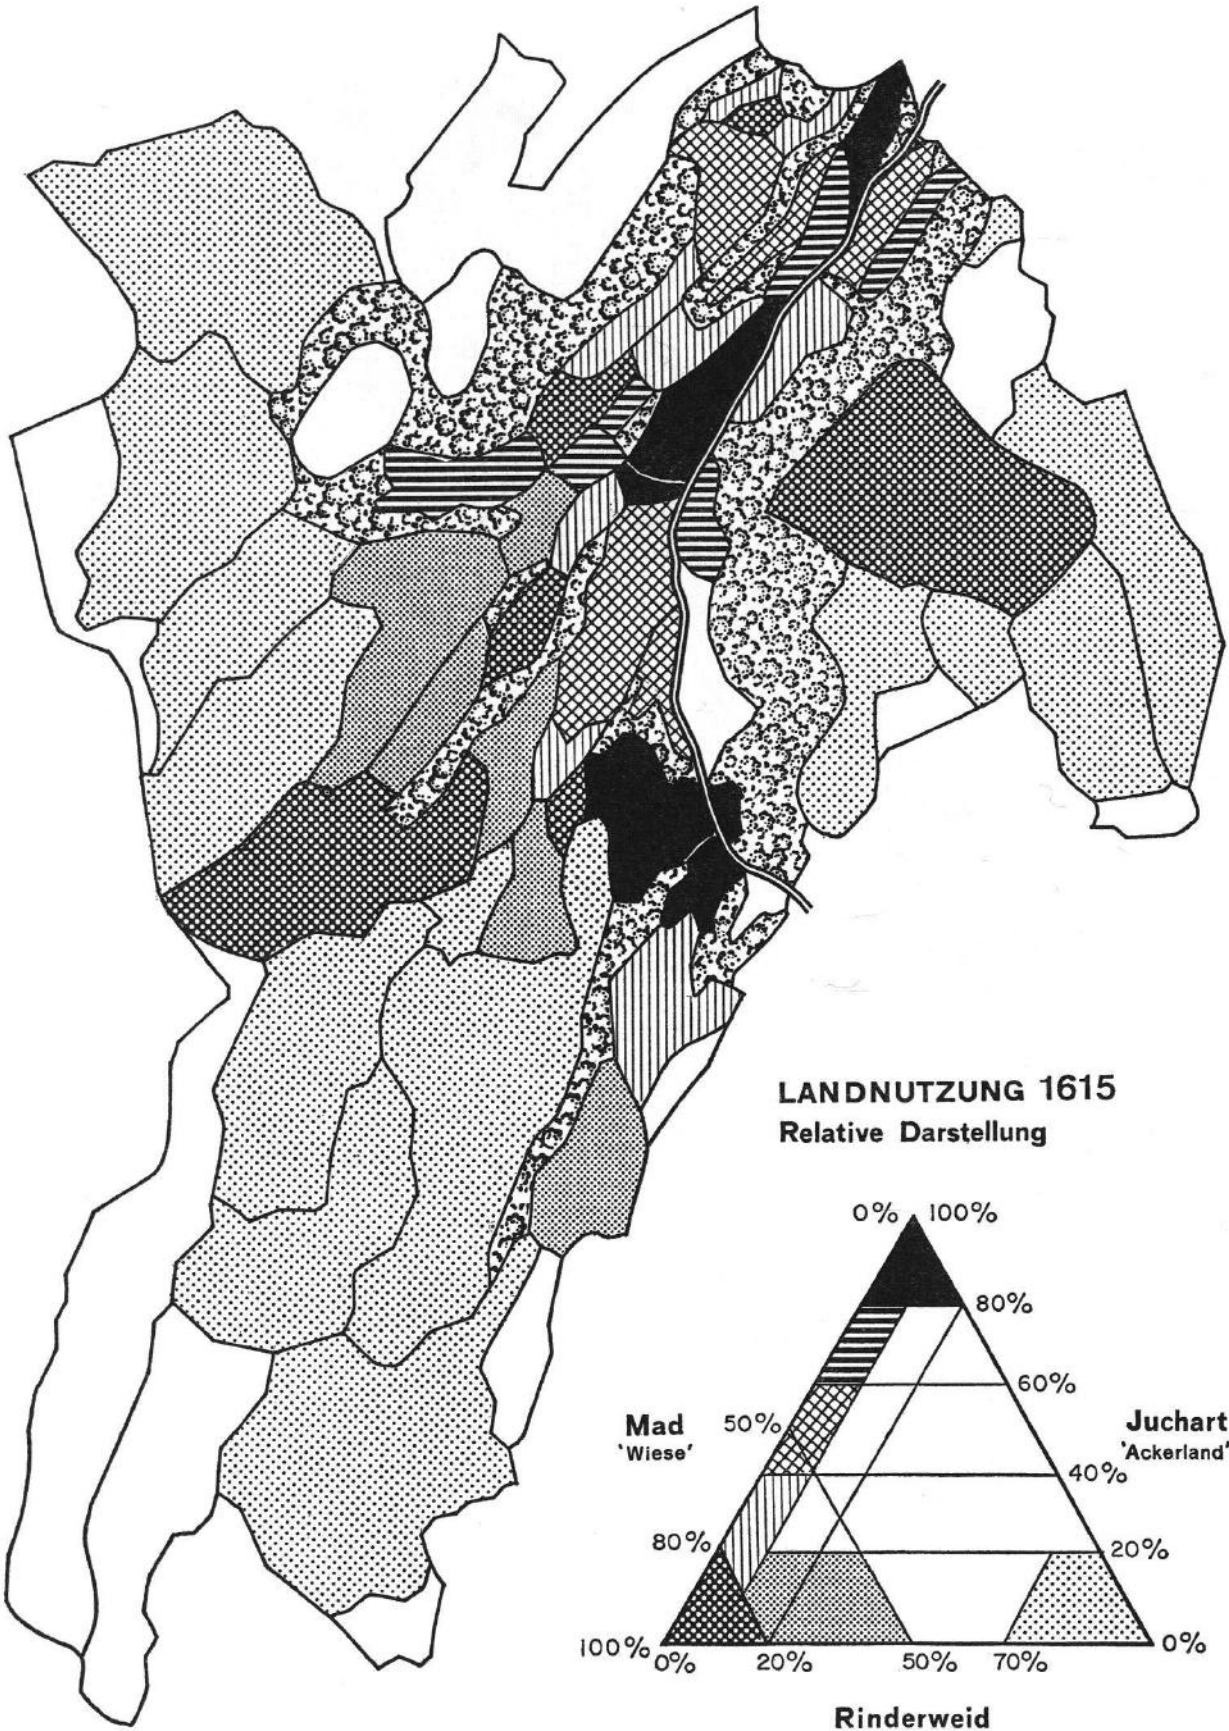 LANDNUTZUNG 1615
Relative Darstellung
0% 100%
80%
60%
Mad 50% Juchart
'Wiese' 'Ackerland'
40%
80% 20%
100% 0%
0% 20% 50% 70%
Rinderweid